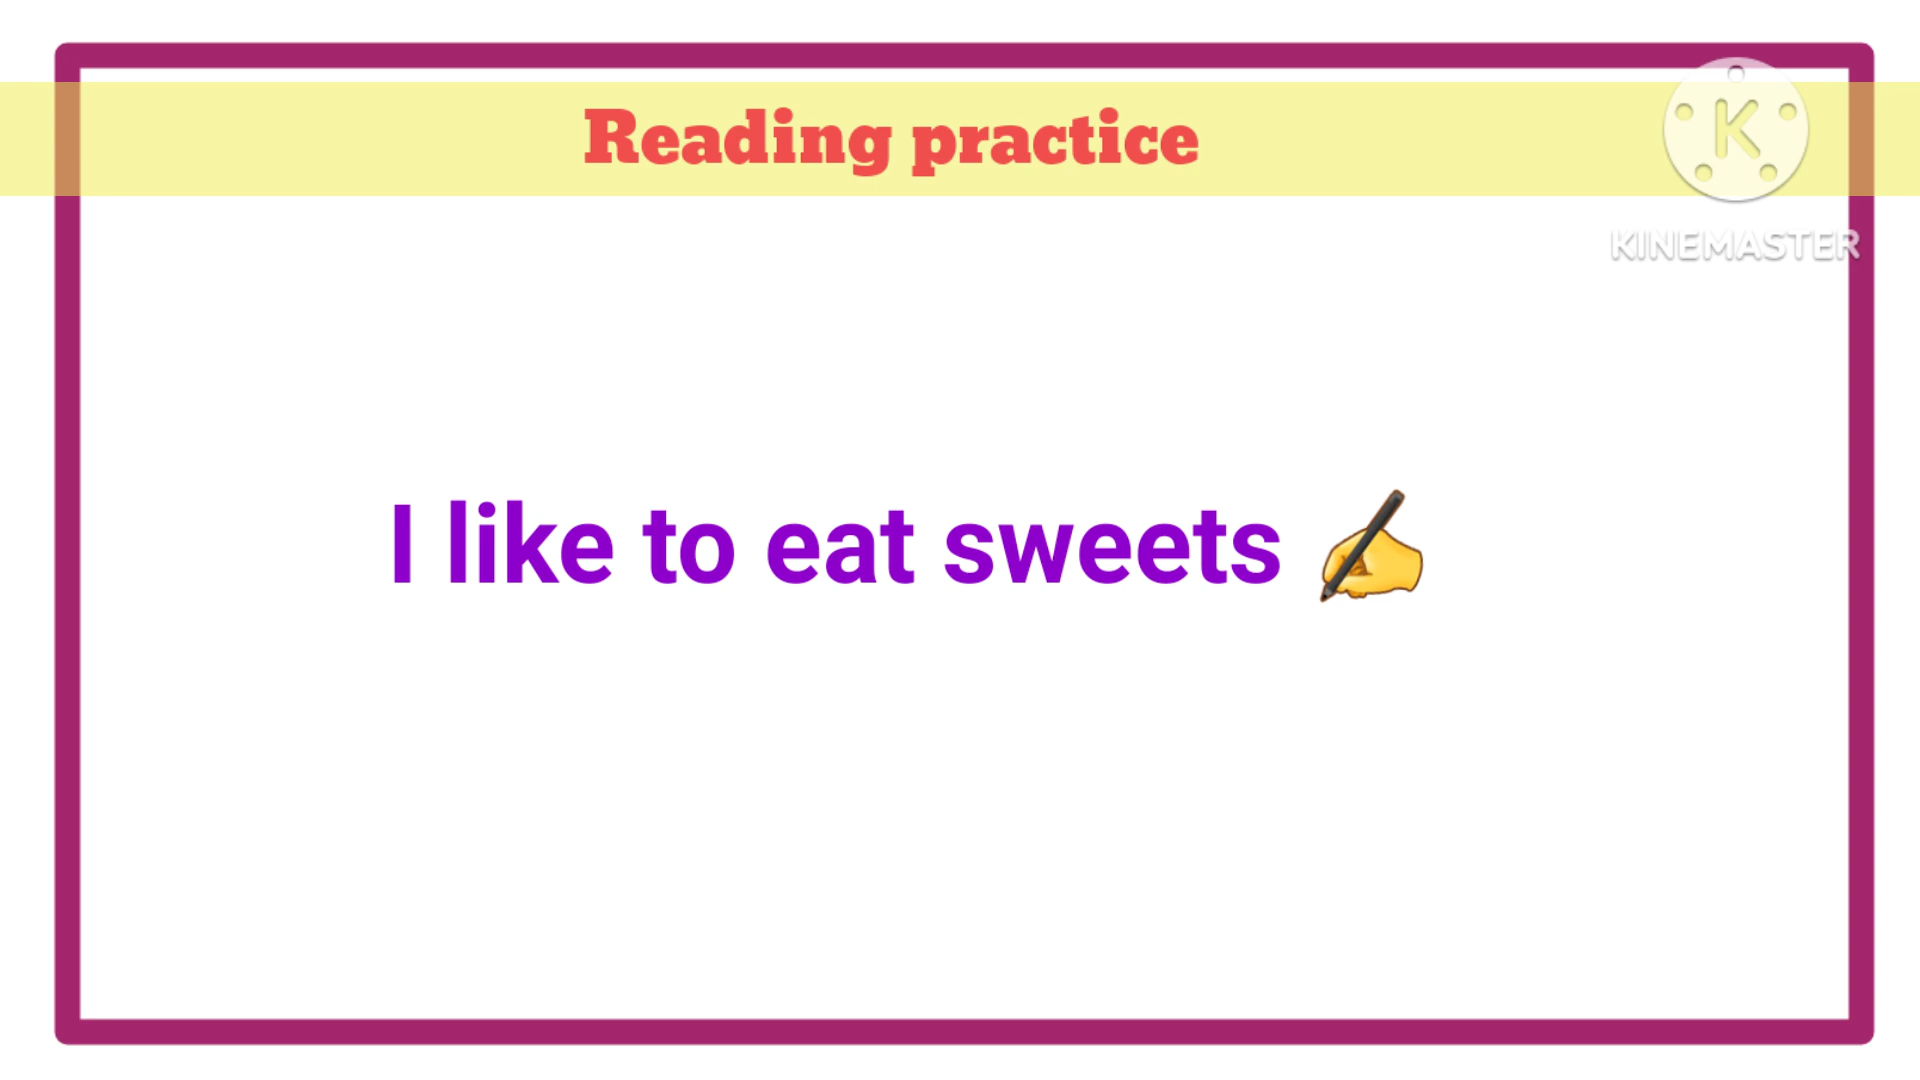 Reading practice
K
KINEMASTER
I like to eat sweets ✍️